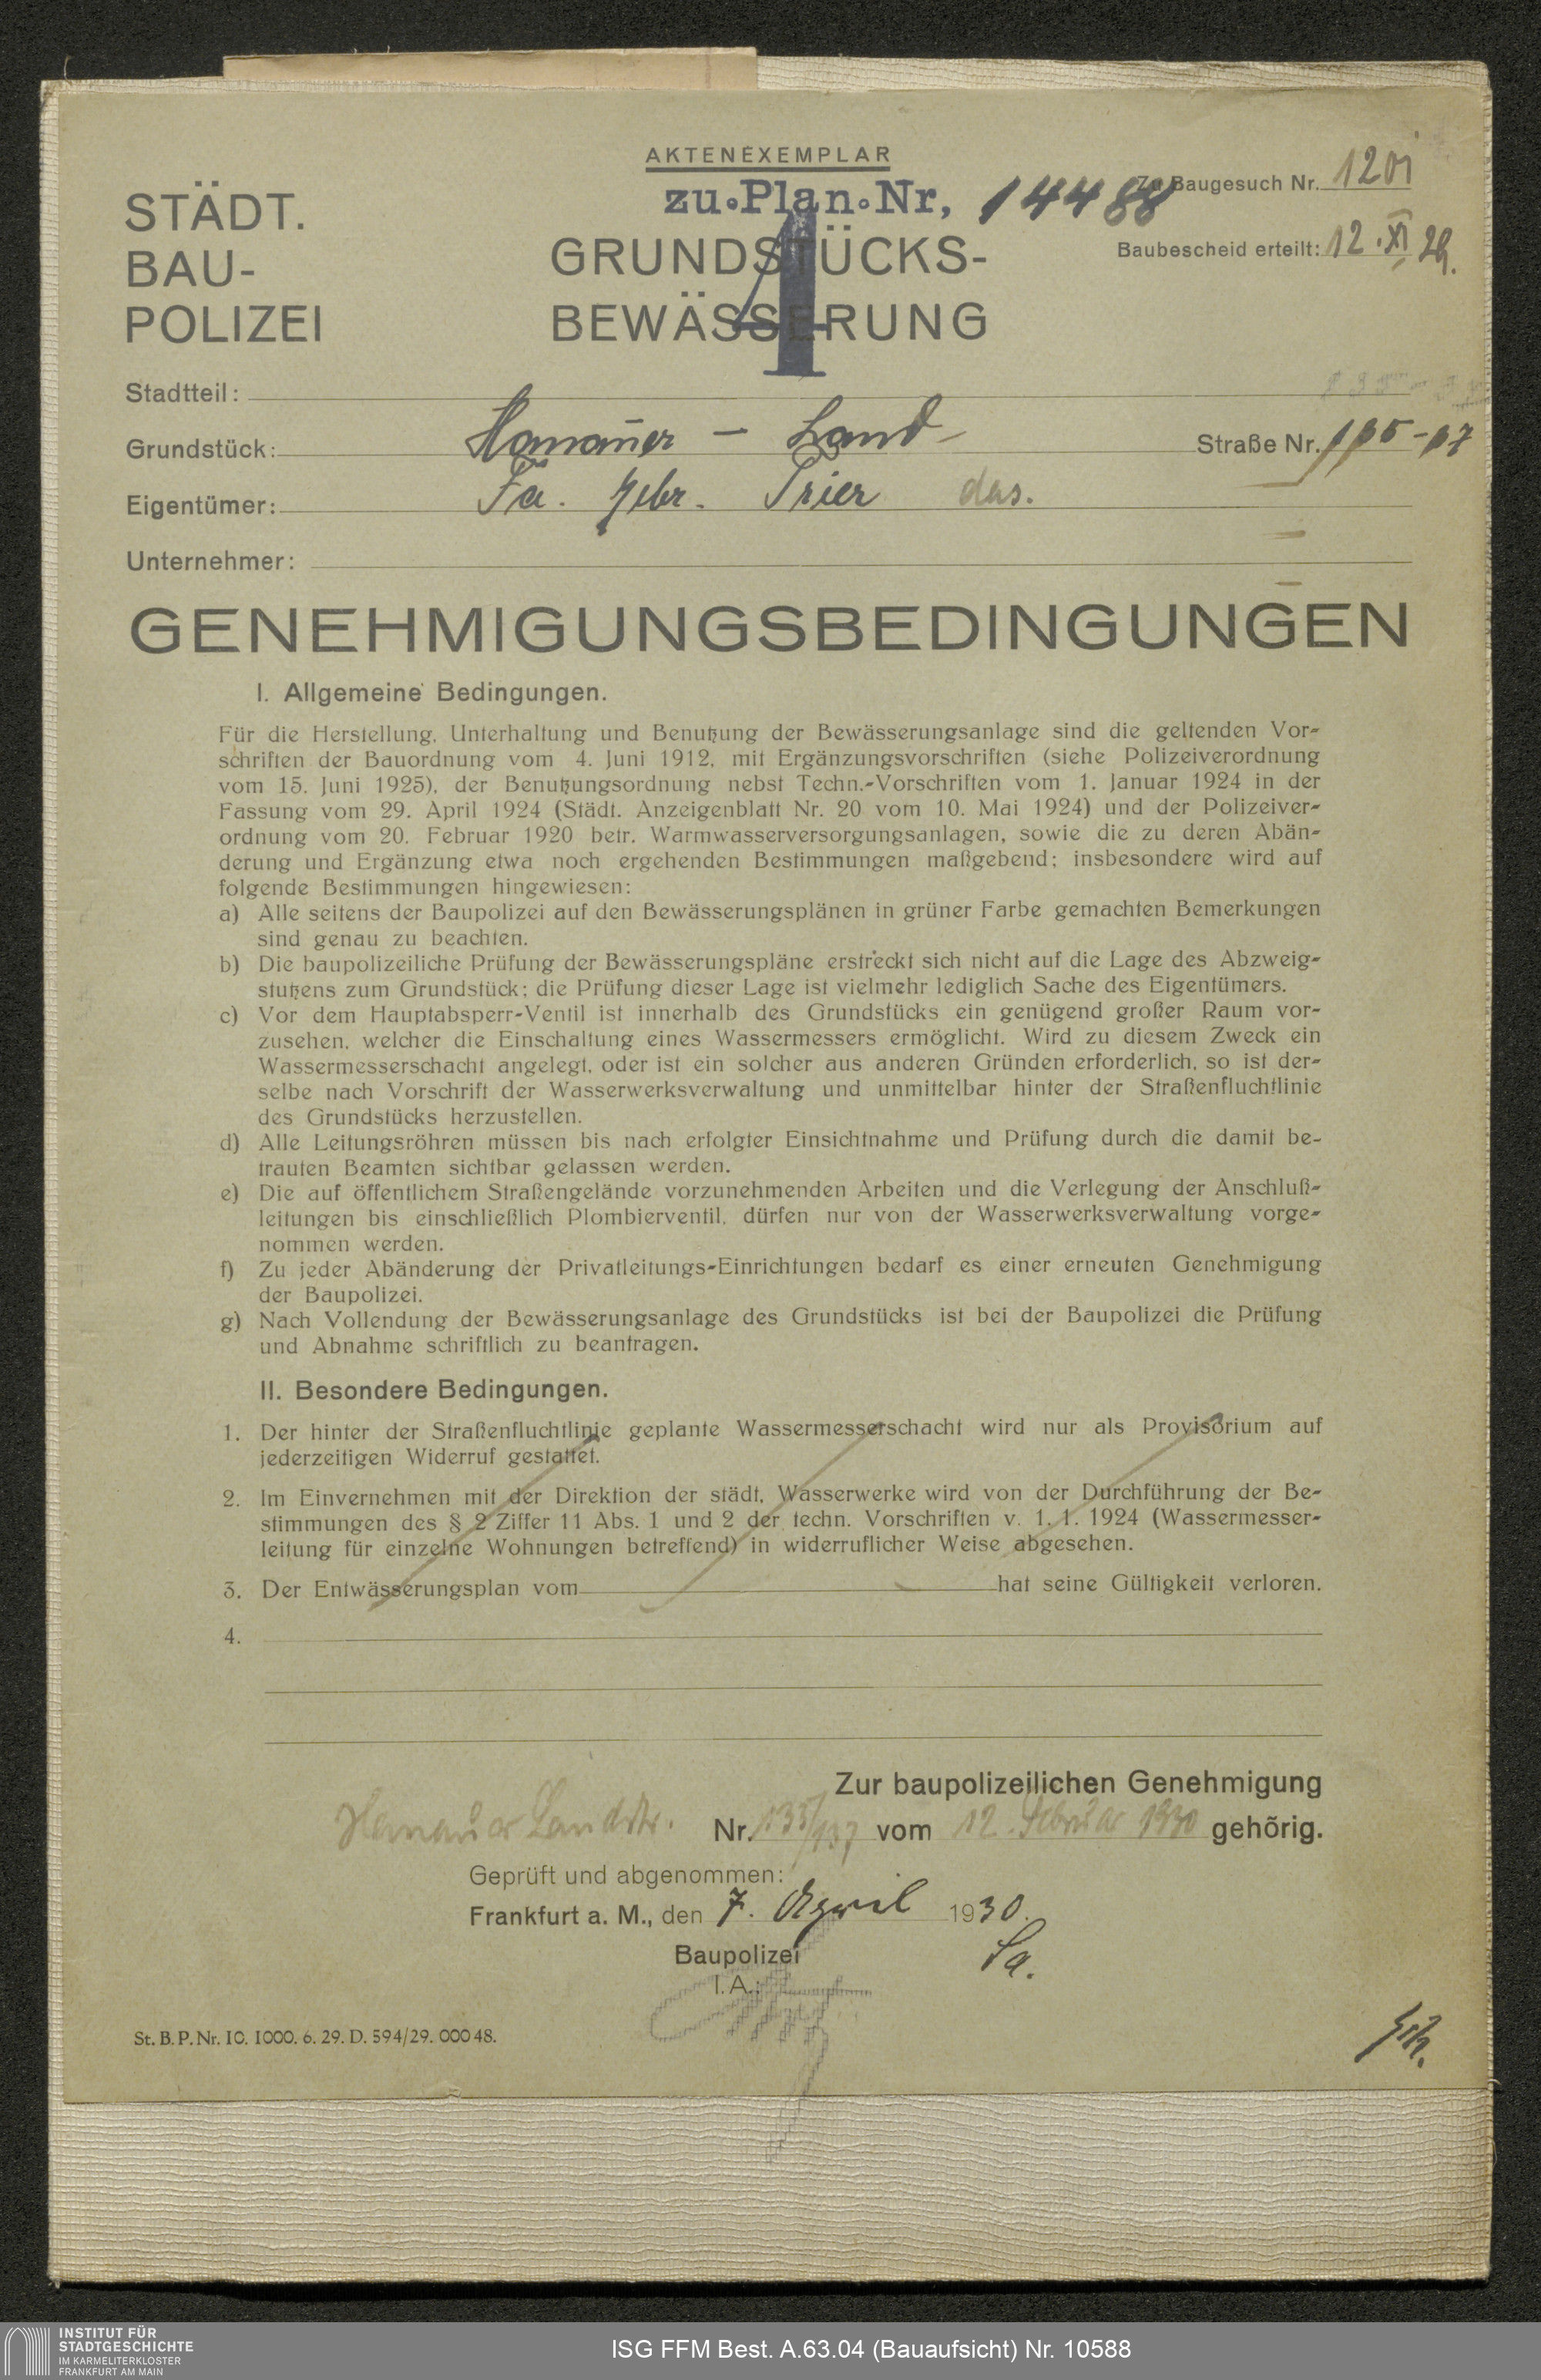 AKTENEXEMPLAR
zu Plan Nr, 14488
Zu Baugesuch Nr.
STÄDT.
BAU-
POLIZEI
GRUNDSTÜCKS-
BEWÄSSERUNG
1
Baubescheid erteilt: 12. XI 29.
Stadtteil:
Grundstück: Hanauer - Land- Straße Nr.
Eigentümer: Fa. Gebr. Trier das.
Unternehmer:
GENEHMIGUNGSBEDINGUNGEN
I. Allgemeine Bedingungen.
Für die Herstellung, Unterhaltung und Benutzung der Bewässerungsanlage sind die geltenden Vor-
schriften der Bauordnung vom 4. Juni 1912, mit Ergänzungsvorschriften (siehe Polizeiverordnung
vom 15. Juni 1925), der Benutzungsordnung nebst Techn.-Vorschriften vom 1. Januar 1924 in der
Fassung vom 29. April 1924 (Städt. Anzeigenblatt Nr. 20 vom 10. Mai 1924) und der Polizeiver-
ordnung vom 20. Februar 1920 betr. Warmwasserversorgungsanlagen, sowie die zu deren Abän-
derung und Ergänzung etwa noch ergehenden Bestimmungen maßgebend; insbesondere wird auf
folgende Bestimmungen hingewiesen:
a) Alle seitens der Baupolizei auf den Bewässerungsplänen in grüner Farbe gemachten Bemerkungen
sind genau zu beachten.
b) Die baupolizeiliche Prüfung der Bewässerungspläne erstreckt sich nicht auf die Lage des Abzweig-
stutzens zum Grundstück; die Prüfung dieser Lage ist vielmehr lediglich Sache des Eigentümers.
c) Vor dem Hauptabsperr-Ventil ist innerhalb des Grundstücks ein genügend großer Raum vor-
zusehen, welcher die Einschaltung eines Wassermessers ermöglicht. Wird zu diesem Zweck ein
Wassermesserschacht angelegt, oder ist ein solcher aus anderen Gründen erforderlich, so ist der-
selbe nach Vorschrift der Wasserwerksverwaltung und unmittelbar hinter der Straßenfluchtlinie
des Grundstücks herzustellen.
d) Alle Leitungsröhren müssen bis nach erfolgter Einsichtnahme und Prüfung durch die damit be-
trauten Beamten sichtbar gelassen werden.
e) Die auf öffentlichem Straßengelände vorzunehmenden Arbeiten und die Verlegung der Anschluß-
leitungen bis einschließlich Plombierventil, dürfen nur von der Wasserwerksverwaltung vorge-
nommen werden.
f) Zu jeder Abänderung der Privatleitungs-Einrichtungen bedarf es einer erneuten Genehmigung
der Baupolizei.
g) Nach Vollendung der Bewässerungsanlage des Grundstücks ist bei der Baupolizei die Prüfung
und Abnahme schriftlich zu beantragen.
II. Besondere Bedingungen.
1. Der hinter der Straßenfluchtlinie geplante Wassermesserschacht wird nur als Provisorium auf
jederzeitigen Widerruf gestattet.
2. Im Einvernehmen mit der Direktion der städt. Wasserwerke wird von der Durchführung der Be-
stimmungen des § 2 Ziffer 11 Abs. 1 und 2 der techn. Vorschriften v. 1. 1. 1924 (Wassermesser-
leitung für einzelne Wohnungen betreffend) in widerruflicher Weise abgesehen.
3. Der Entwässerungsplan vom hat seine Gültigkeit verloren.
4.
Zur baupolizeilichen Genehmigung
Hanauer Landstr. Nr. 135/137 vom 12. Februar 1930 gehörig.
Geprüft und abgenommen:
Frankfurt a. M., den 7. April 1930.
Baupolizei
I. A.:
St. B. P. Nr. 10. 1000. 6. 29. D. 594/29. 000 48.
INSTITUT FÜR
STADTGESCHICHTE
IM KARMELITERKLOSTER
FRANKFURT AM MAIN
ISG FFM Best. A.63.04 (Bauaufsicht) Nr. 10588